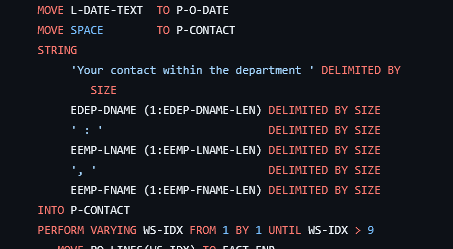 MOVE L-DATE-TEXT TO P-O-DATE
MOVE SPACE TO P-CONTACT
STRING
'Your contact within the department ' DELIMITED BY
SIZE
EDEP-DNAME (1:EDEP-DNAME-LEN) DELIMITED BY SIZE
' : ' DELIMITED BY SIZE
EEMP-LNAME (1:EEMP-LNAME-LEN) DELIMITED BY SIZE
', ' DELIMITED BY SIZE
EEMP-FNAME (1:EEMP-FNAME-LEN) DELIMITED BY SIZE
INTO P-CONTACT
PERFORM VARYING WS-IDX FROM 1 BY 1 UNTIL WS-IDX > 9
MOVE PO-LINES(WS-IDX) TO